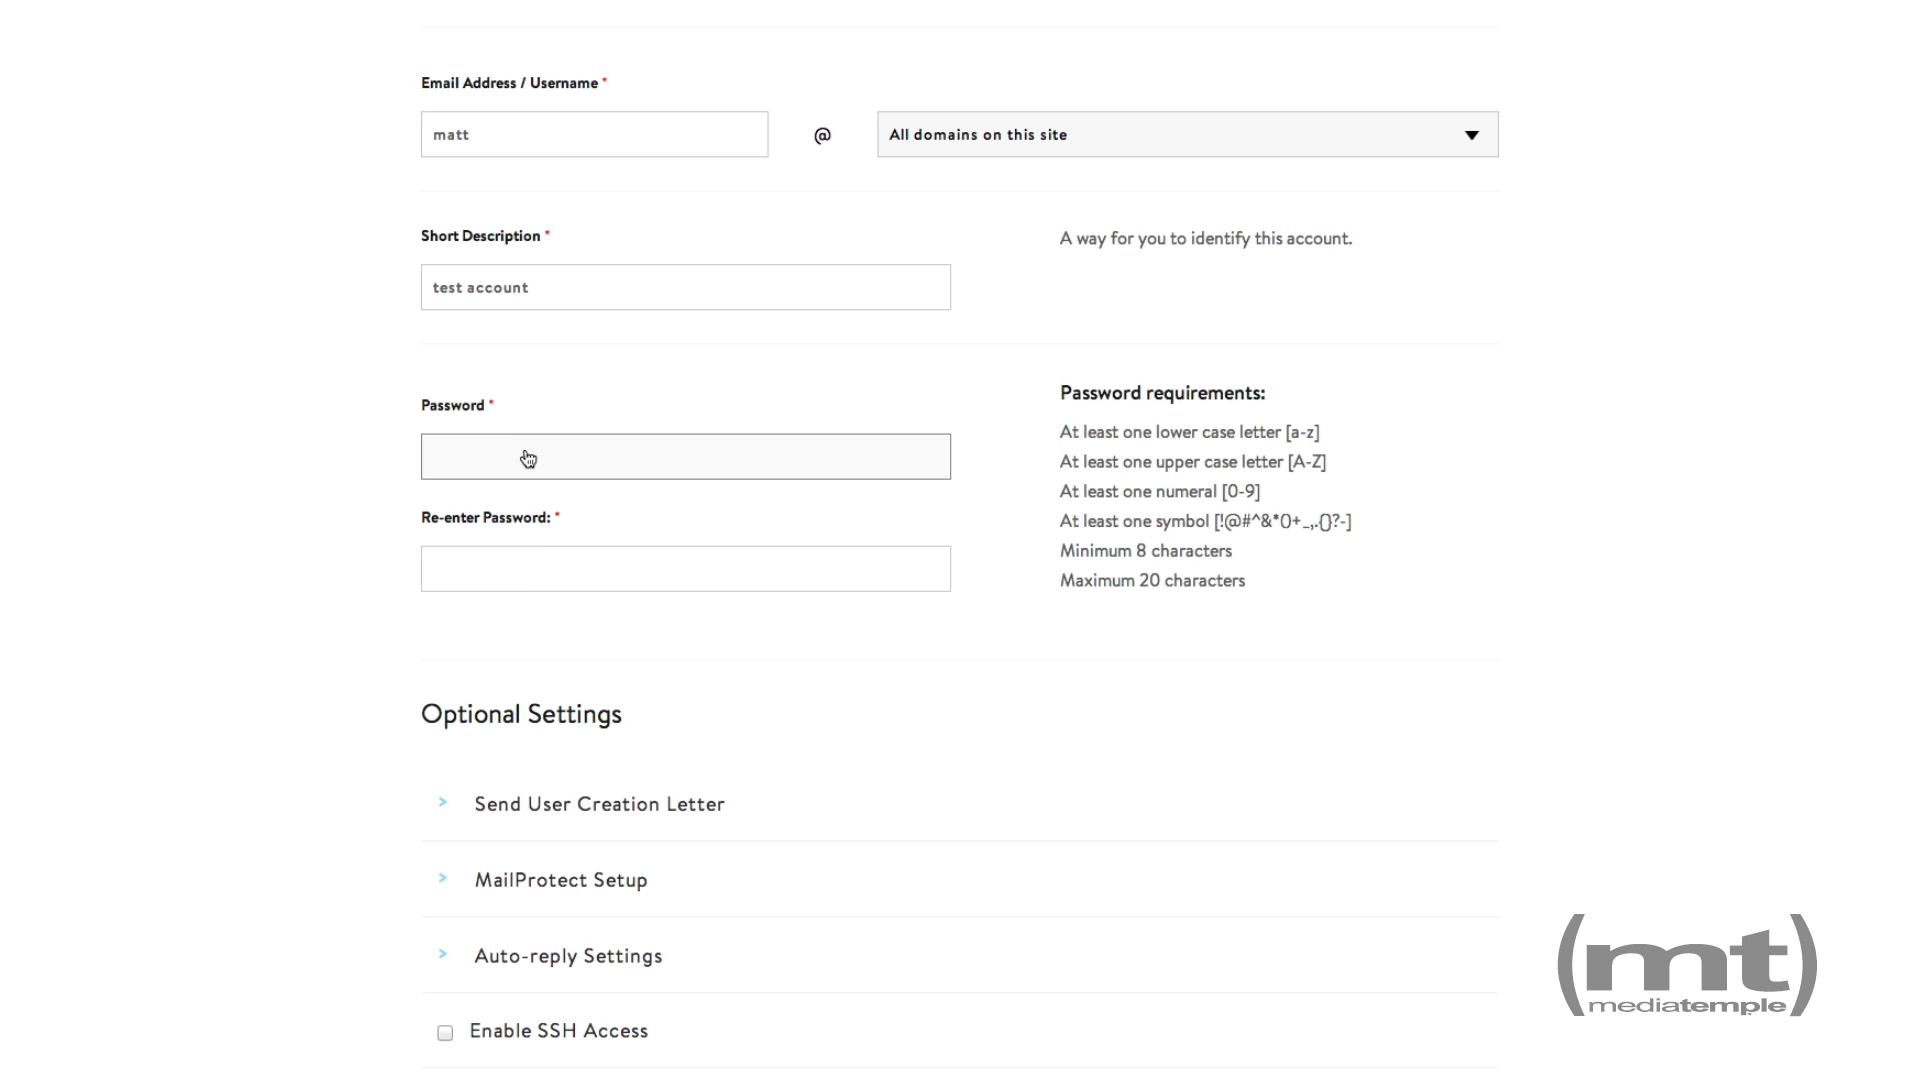 Email Address / Username *
matt
@
All domains on this site
Short Description *
A way for you to identify this account.
test account
Password *
Password requirements:
At least one lower case letter [a-z]
At least one upper case letter [A-Z]
At least one numeral [0-9]
At least one symbol [!@#^&*()+_,.{}?-]
Minimum 8 characters
Maximum 20 characters
Re-enter Password: *
Optional Settings
> Send User Creation Letter
> MailProtect Setup
> Auto-reply Settings
Enable SSH Access
(mt)
mediatemple